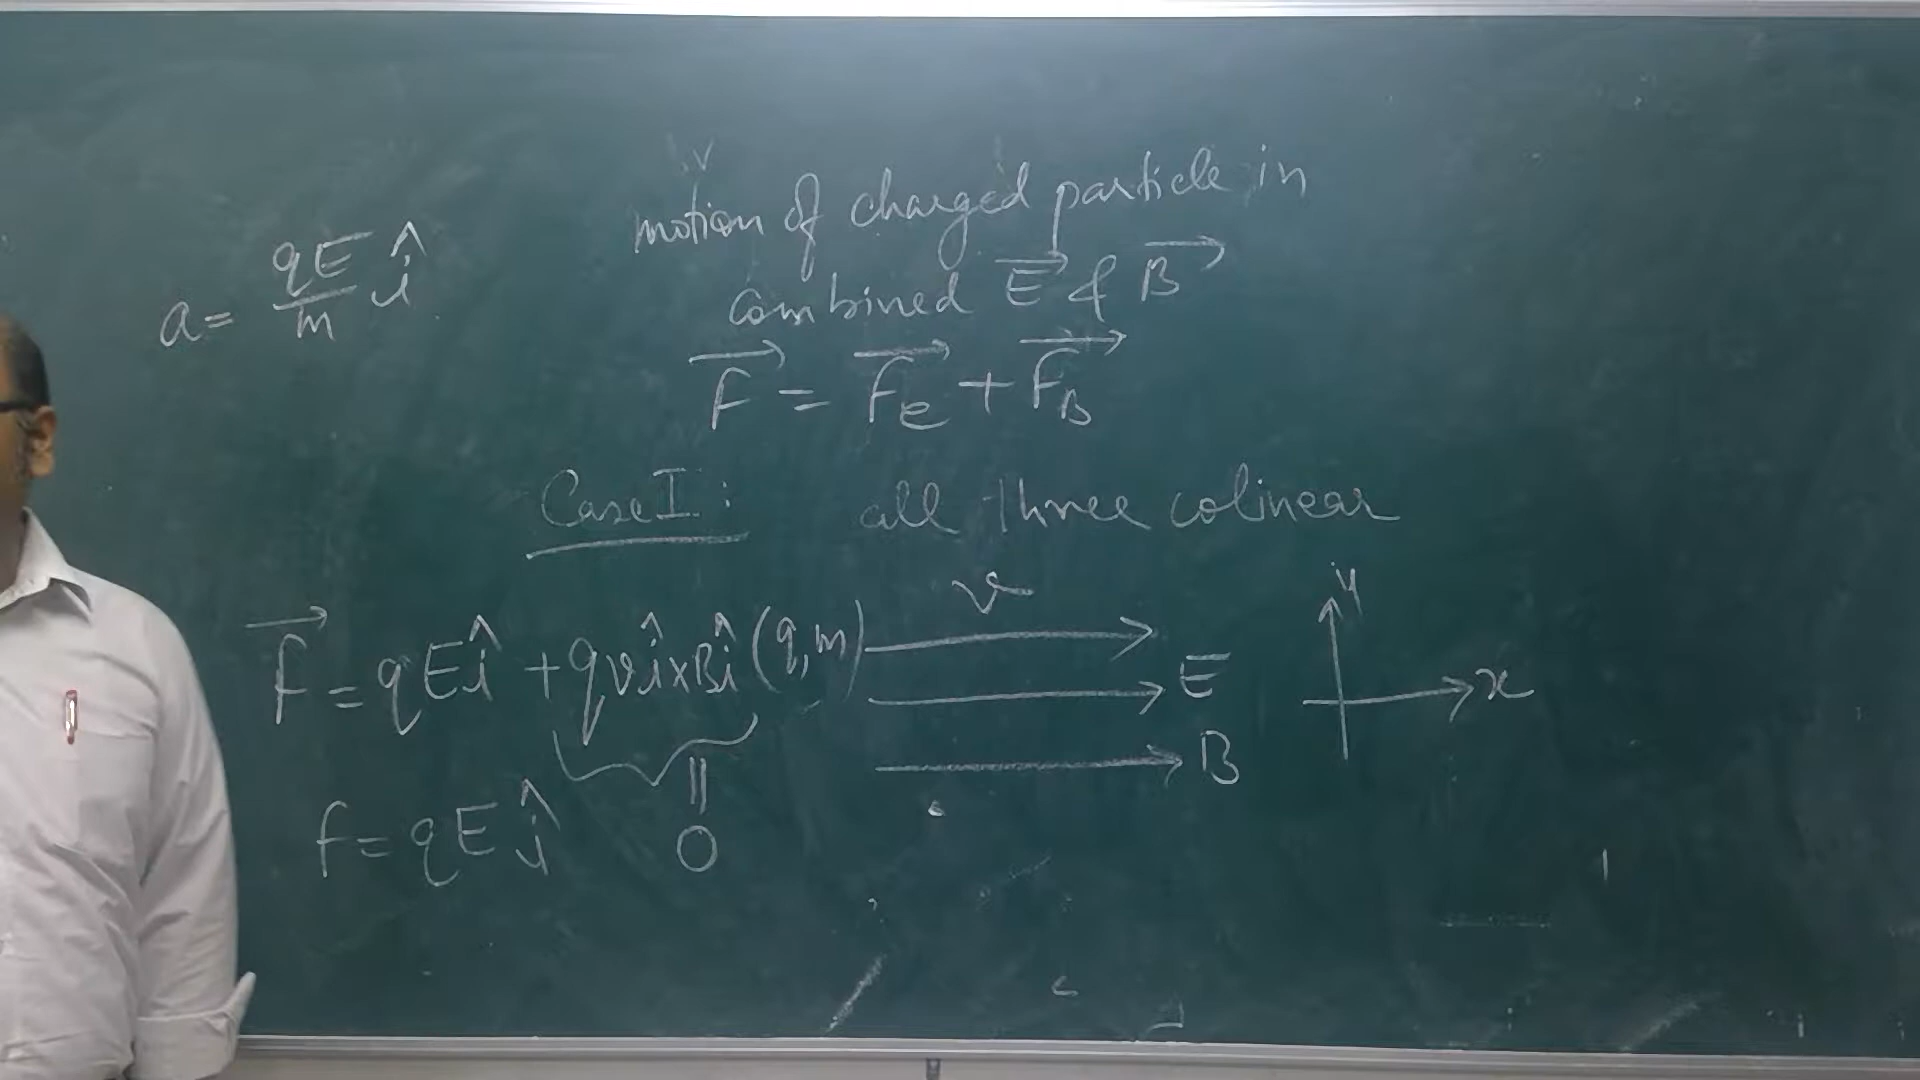 motion of charged particle in
combined E⃗ & B⃗
F⃗ = F⃗e + F⃗B
a = qE/m î
Case I : all three colinear
F⃗ = qEî + qvî×Bî (q,m)
v
E
B
y
x
||
0
f = qE î